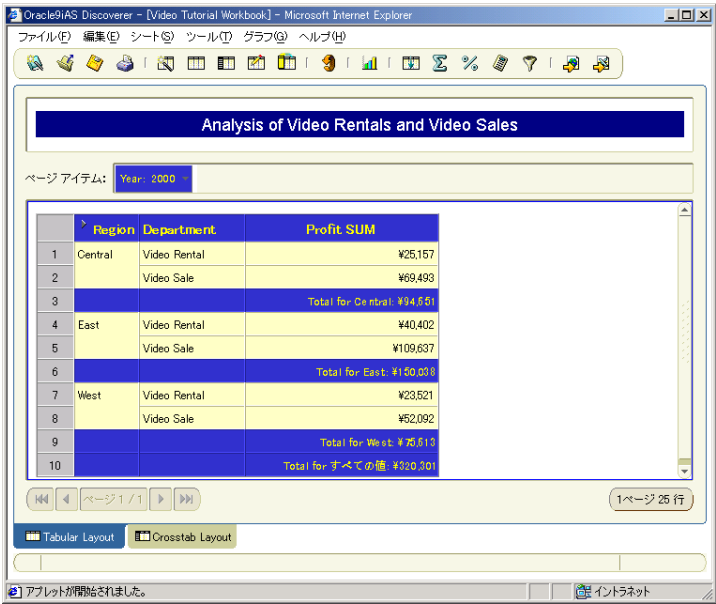 Oracle9iAS Discoverer - [Video Tutorial Workbook] - Microsoft Internet Explorer
ファイル(F) 編集(E) シート(S) ツール(T) グラフ(G) ヘルプ(H)
Analysis of Video Rentals and Video Sales
ページ アイテム: Year: 2000
Region Department Profit SUM
1 Central Video Rental ¥25,157
2 Video Sale ¥69,493
3 Total for Central: ¥94,651
4 East Video Rental ¥40,402
5 Video Sale ¥109,637
6 Total for East: ¥150,038
7 West Video Rental ¥23,521
8 Video Sale ¥52,092
9 Total for West: ¥75,613
10 Total for すべての値: ¥320,301
ページ 1 / 1 1ページ 25 行
Tabular Layout Crosstab Layout
アプレットが開始されました。 イントラネット